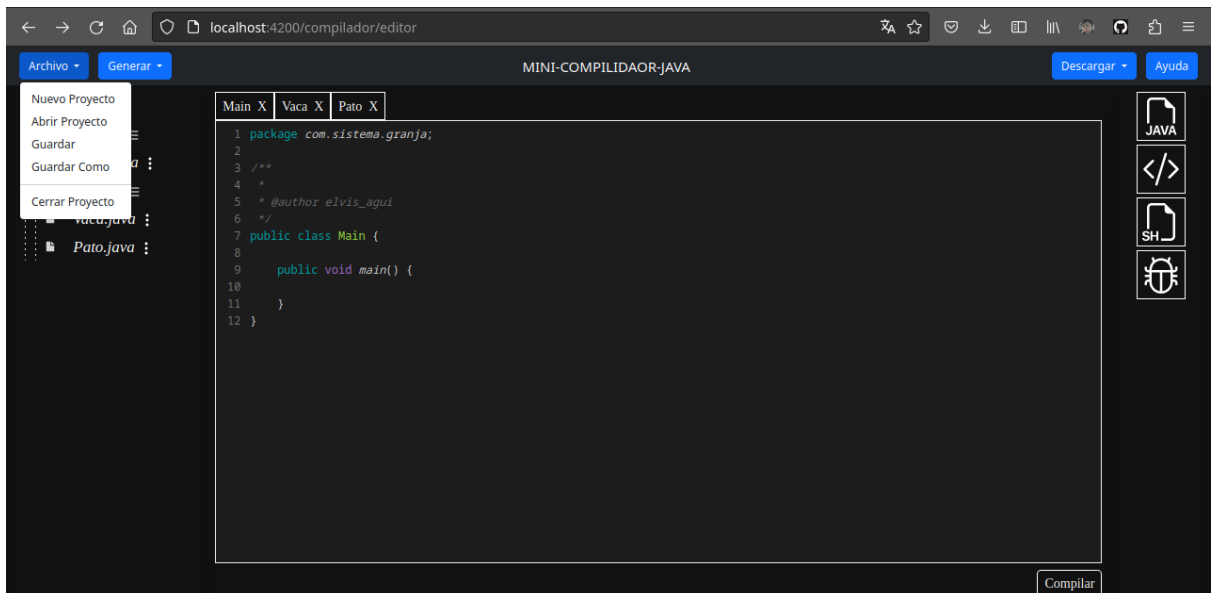 localhost:4200/compilador/editor
Archivo Generar MINI-COMPILIDAOR-JAVA Descargar Ayuda
Nuevo Proyecto
Abrir Proyecto
Guardar
Guardar Como
Cerrar Proyecto
Vaca.java
Pato.java
Main X Vaca X Pato X
1 package com.sistema.granja;
2
3 /**
4  *
5  * @author elvis_agui
6  */
7 public class Main {
8
9     public void main() {
10
11     }
12 }
JAVA
</>
SH
Compilar